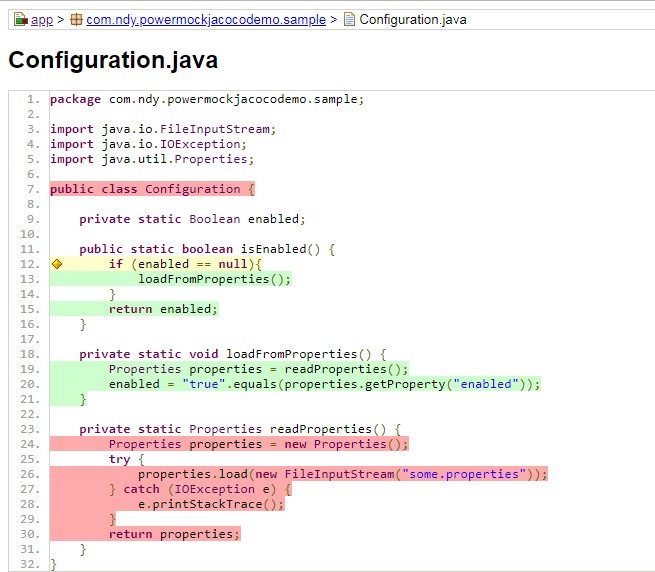 app > com.ndy.powermockjacocodemo.sample > Configuration.java
Configuration.java
1. package com.ndy.powermockjacocodemo.sample;
2.
3. import java.io.FileInputStream;
4. import java.io.IOException;
5. import java.util.Properties;
6.
7. public class Configuration {
8.
9.     private static Boolean enabled;
10.
11.     public static boolean isEnabled() {
12.         if (enabled == null){
13.             loadFromProperties();
14.         }
15.         return enabled;
16.     }
17.
18.     private static void loadFromProperties() {
19.         Properties properties = readProperties();
20.         enabled = "true".equals(properties.getProperty("enabled"));
21.     }
22.
23.     private static Properties readProperties() {
24.         Properties properties = new Properties();
25.         try {
26.             properties.load(new FileInputStream("some.properties"));
27.         } catch (IOException e) {
28.             e.printStackTrace();
29.         }
30.         return properties;
31.     }
32. }